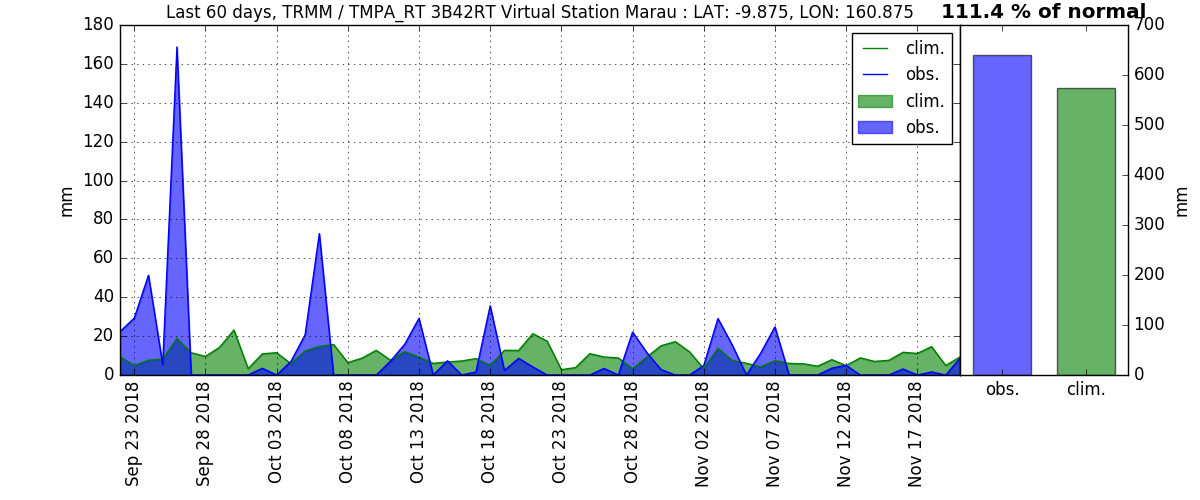 Last 60 days, TRMM / TMPA_RT 3B42RT Virtual Station Marau : LAT: -9.875, LON: 160.875
111.4 % of normal
180
160
140
120
100
80
60
40
20
0
mm
clim.
obs.
clim.
obs.
700
600
500
400
300
200
100
0
mm
Sep 23 2018
Sep 28 2018
Oct 03 2018
Oct 08 2018
Oct 13 2018
Oct 18 2018
Oct 23 2018
Oct 28 2018
Nov 02 2018
Nov 07 2018
Nov 12 2018
Nov 17 2018
obs.
clim.